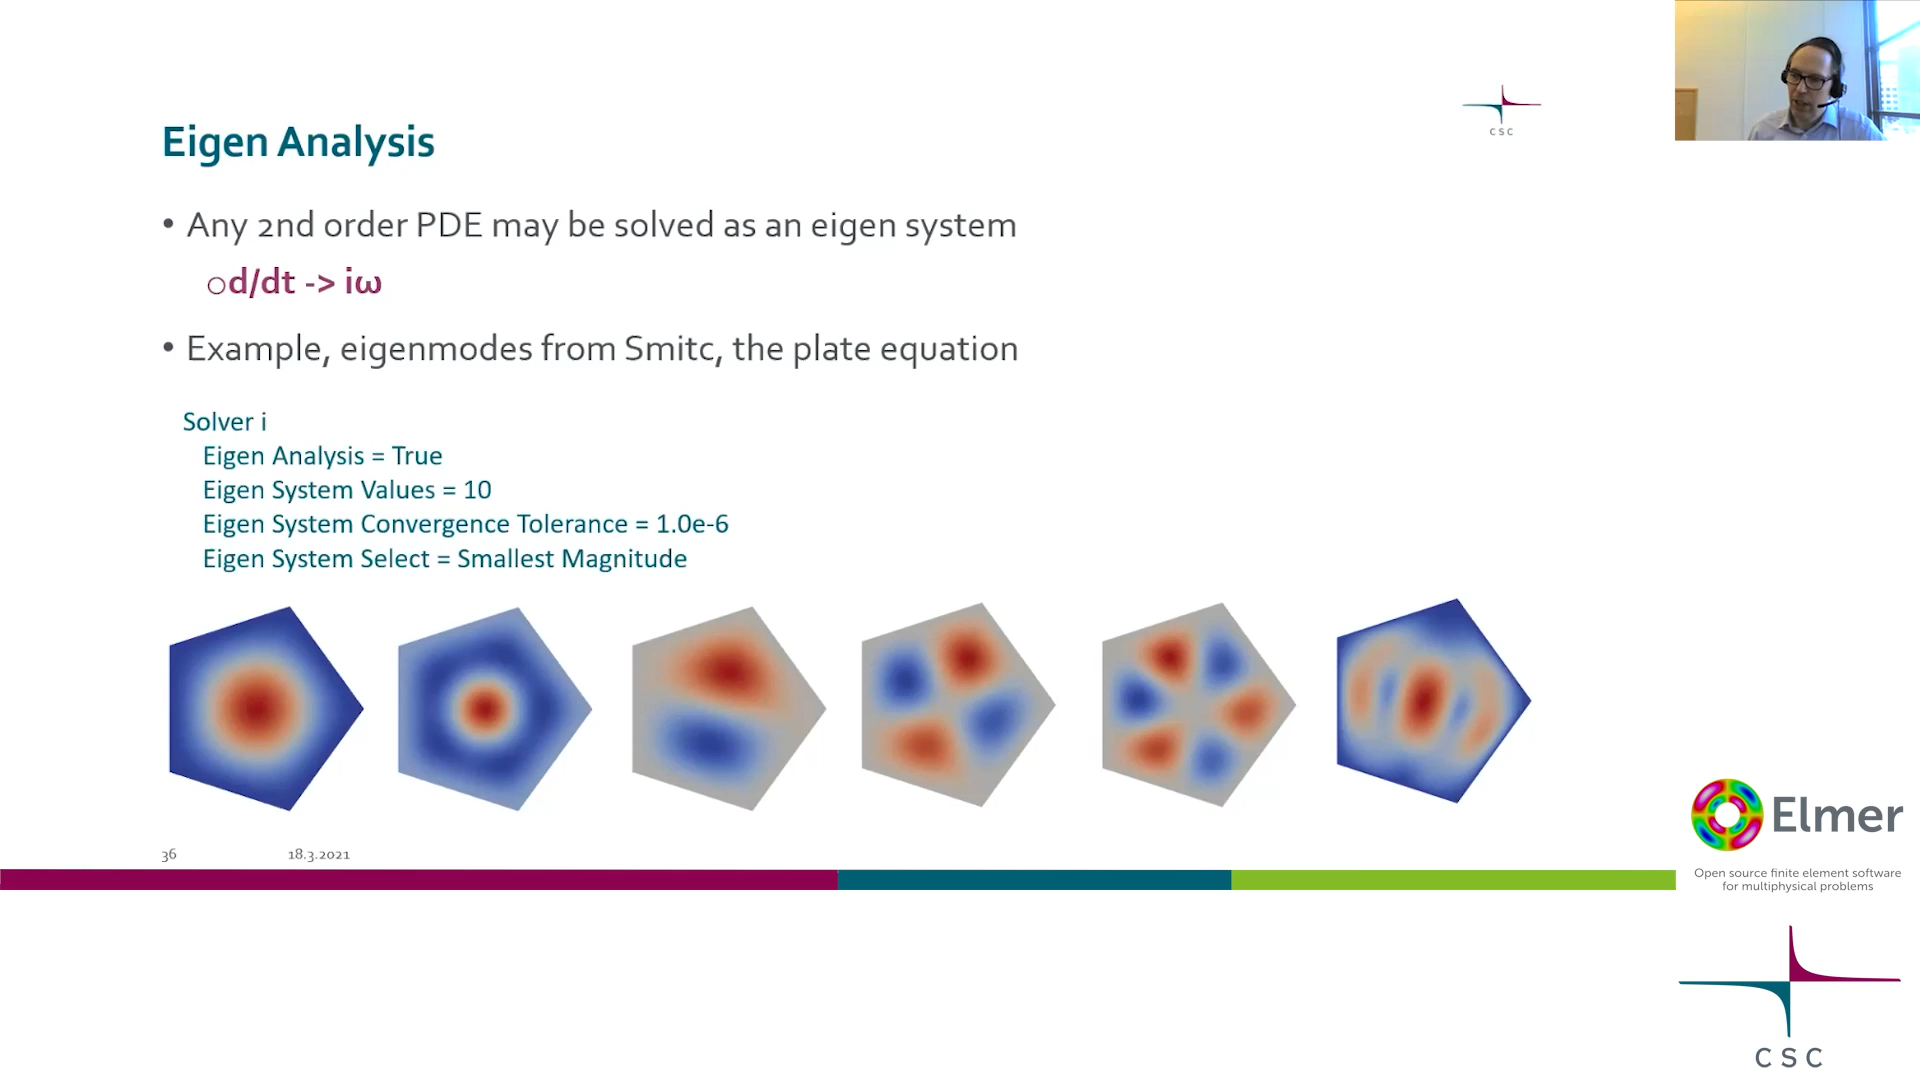 CSC
Eigen Analysis
• Any 2nd order PDE may be solved as an eigen system
○d/dt -> iω
• Example, eigenmodes from Smitc, the plate equation
Solver i
Eigen Analysis = True
Eigen System Values = 10
Eigen System Convergence Tolerance = 1.0e-6
Eigen System Select = Smallest Magnitude
36 18.3.2021
Elmer
Open source finite element software
for multiphysical problems
CSC